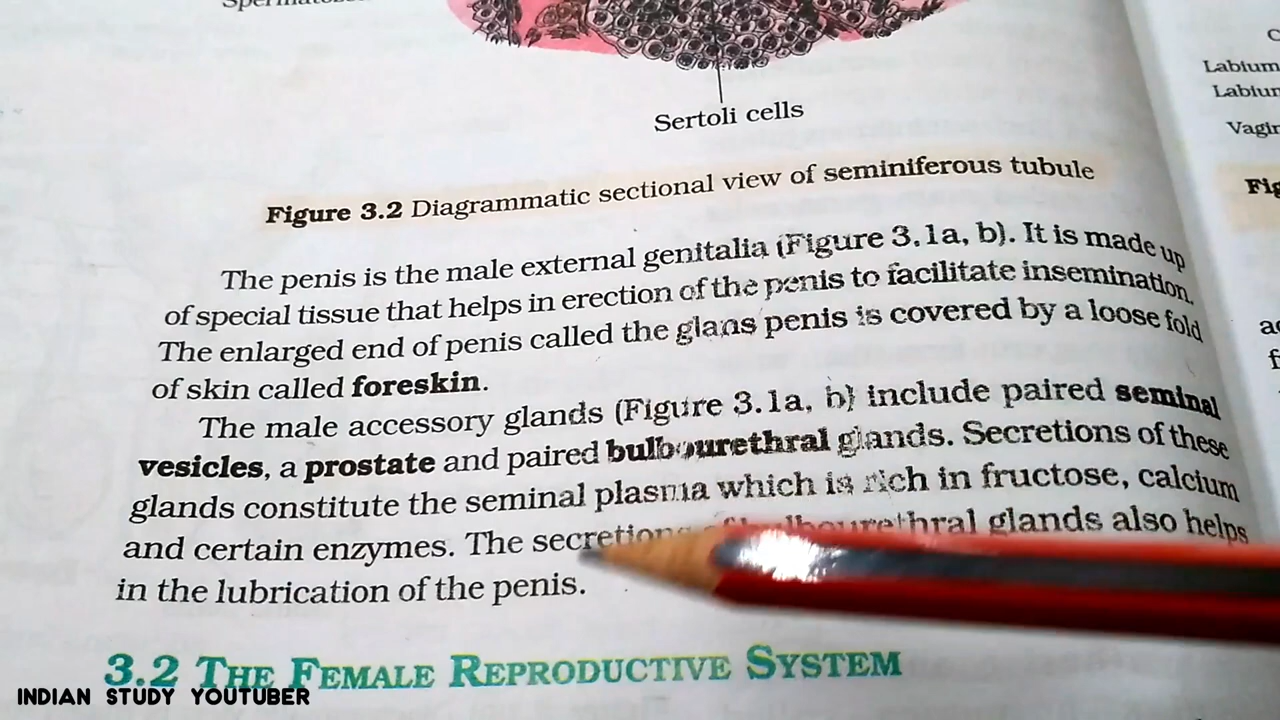 Sertoli cells
Figure 3.2 Diagrammatic sectional view of seminiferous tubule
The penis is the male external genitalia (Figure 3.1a, b). It is made up
of special tissue that helps in erection of the penis to facilitate insemination.
The enlarged end of penis called the glans penis is covered by a loose fold
of skin called foreskin.
The male accessory glands (Figure 3.1a, b) include paired seminal
vesicles, a prostate and paired bulbourethral glands. Secretions of these
glands constitute the seminal plasma which is rich in fructose, calcium
and certain enzymes. The secretions of bulbourethral glands also helps
in the lubrication of the penis.
3.2 THE FEMALE REPRODUCTIVE SYSTEM
INDIAN STUDY YOUTUBER
Labium